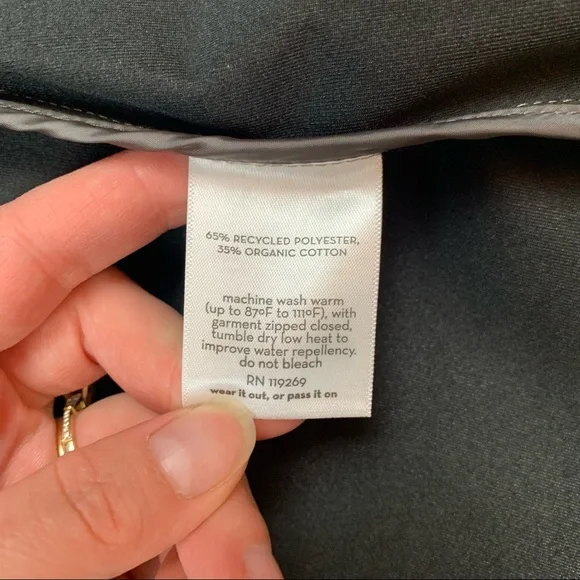 65% RECYCLED POLYESTER,
35% ORGANIC COTTON
machine wash warm
(up to 87ºF to 111ºF), with
garment zipped closed,
tumble dry low heat to
improve water repellency.
do not bleach
RN 119269
wear it out, or pass it on